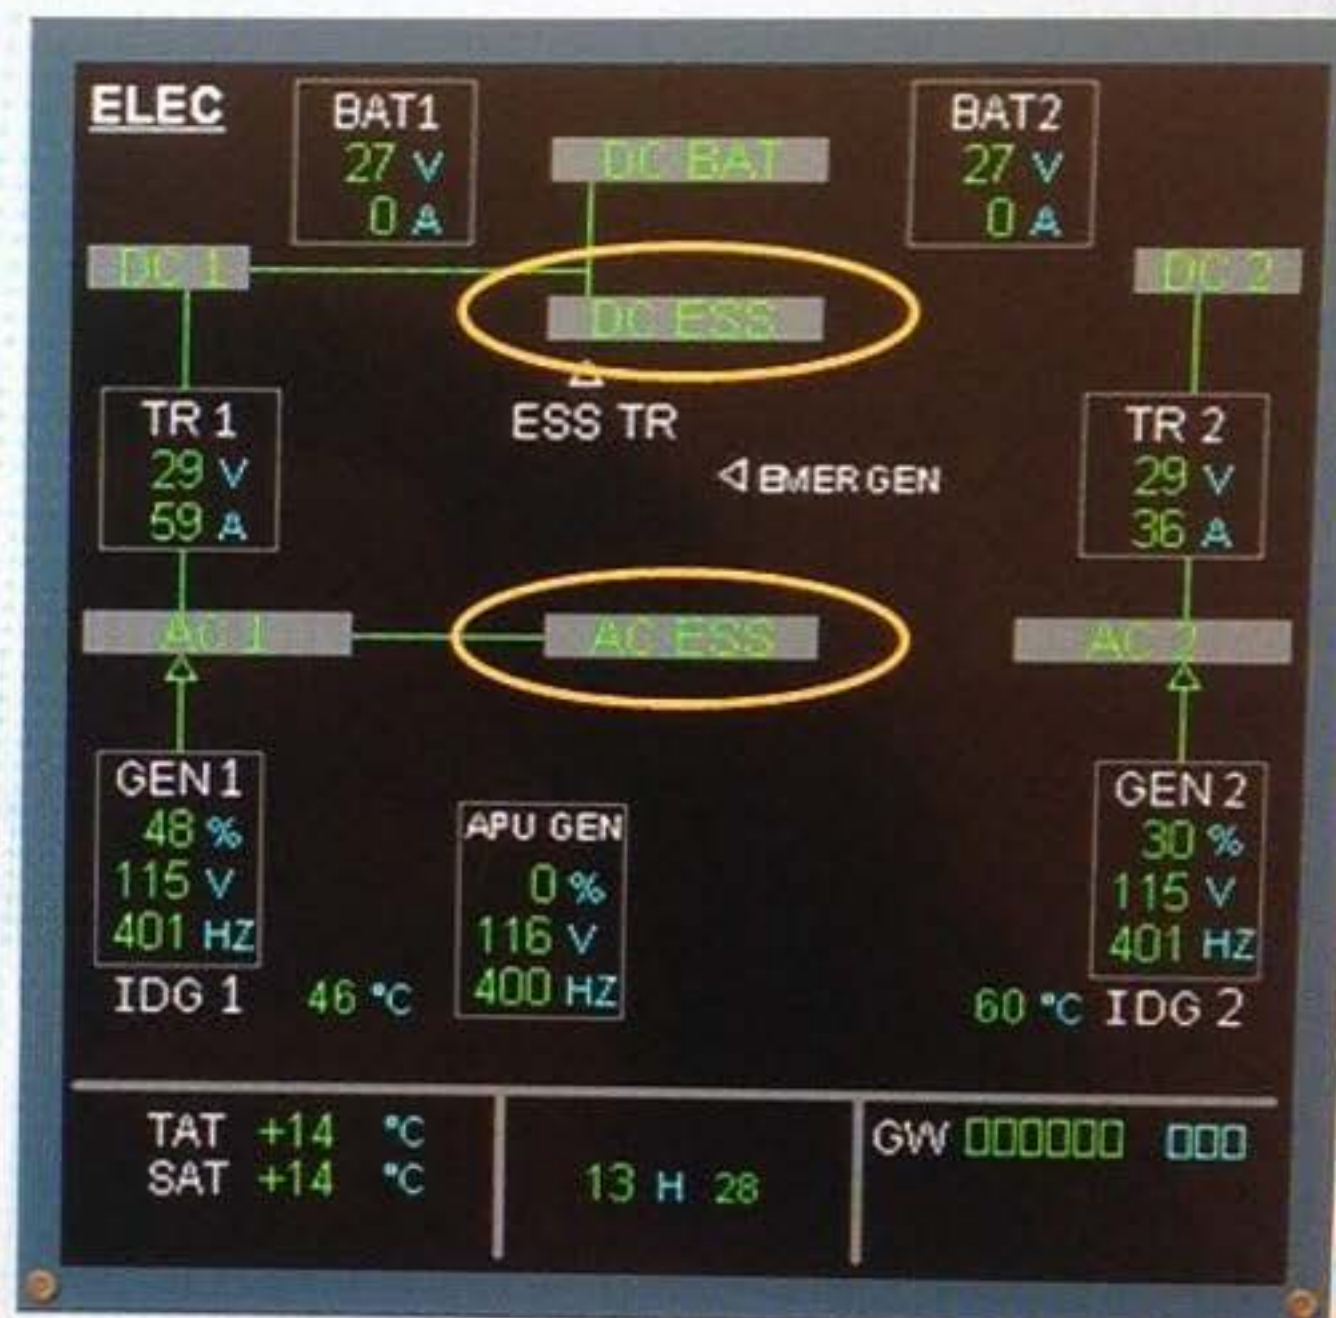 ELEC
BAT1
27 V
0 A
DC BAT
BAT2
27 V
0 A
DC 1
DC ESS
DC 2
TR 1
29 V
59 A
ESS TR
EMER GEN
TR 2
29 V
36 A
AC 1
AC ESS
AC 2
GEN 1
48 %
115 V
401 HZ
IDG 1 46 °C
APU GEN
0 %
116 V
400 HZ
GEN 2
30 %
115 V
401 HZ
60 °C IDG 2
TAT +14 °C
SAT +14 °C
13 H 28
GW